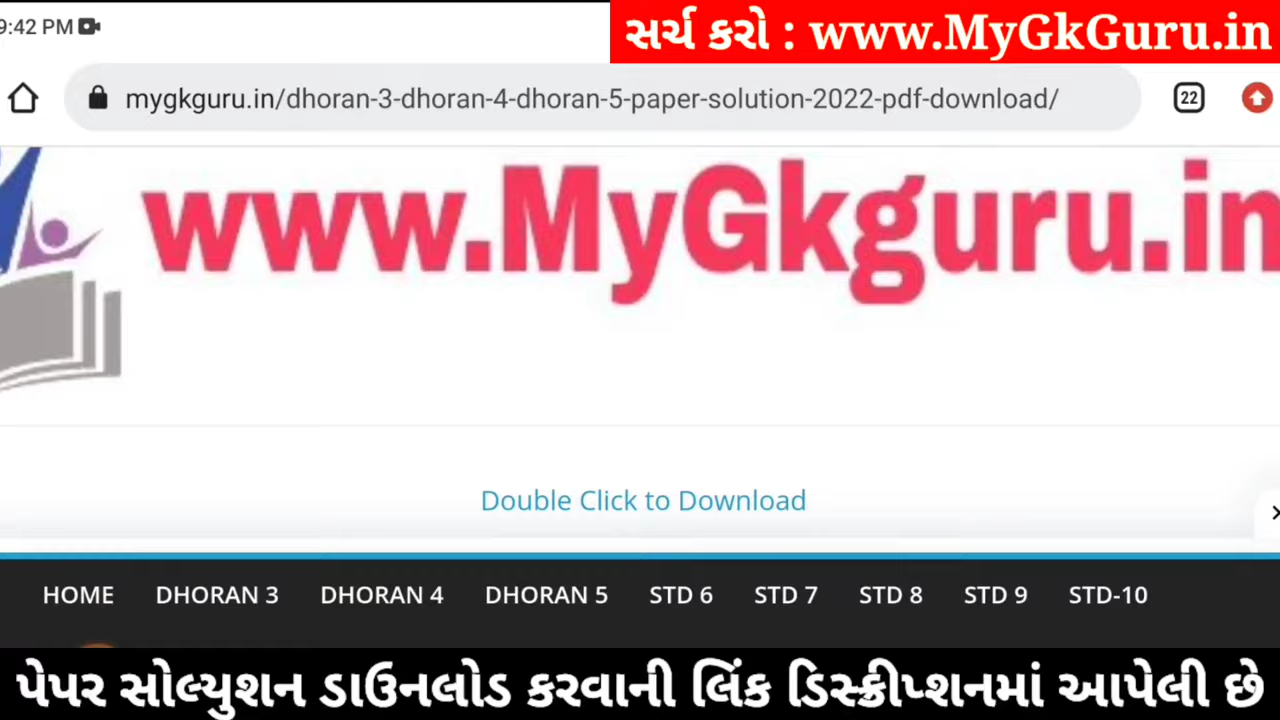 9:42 PM
સર્ચ કરો : www.MyGkGuru.in
mygkguru.in/dhoran-3-dhoran-4-dhoran-5-paper-solution-2022-pdf-download/
22
www.MyGkguru.in
Double Click to Download
HOME DHORAN 3 DHORAN 4 DHORAN 5 STD 6 STD 7 STD 8 STD 9 STD-10
પેપર સોલ્યુશન ડાઉનલોડ કરવાની લિંક ડિસ્ક્રીપ્શનમાં આપેલી છે